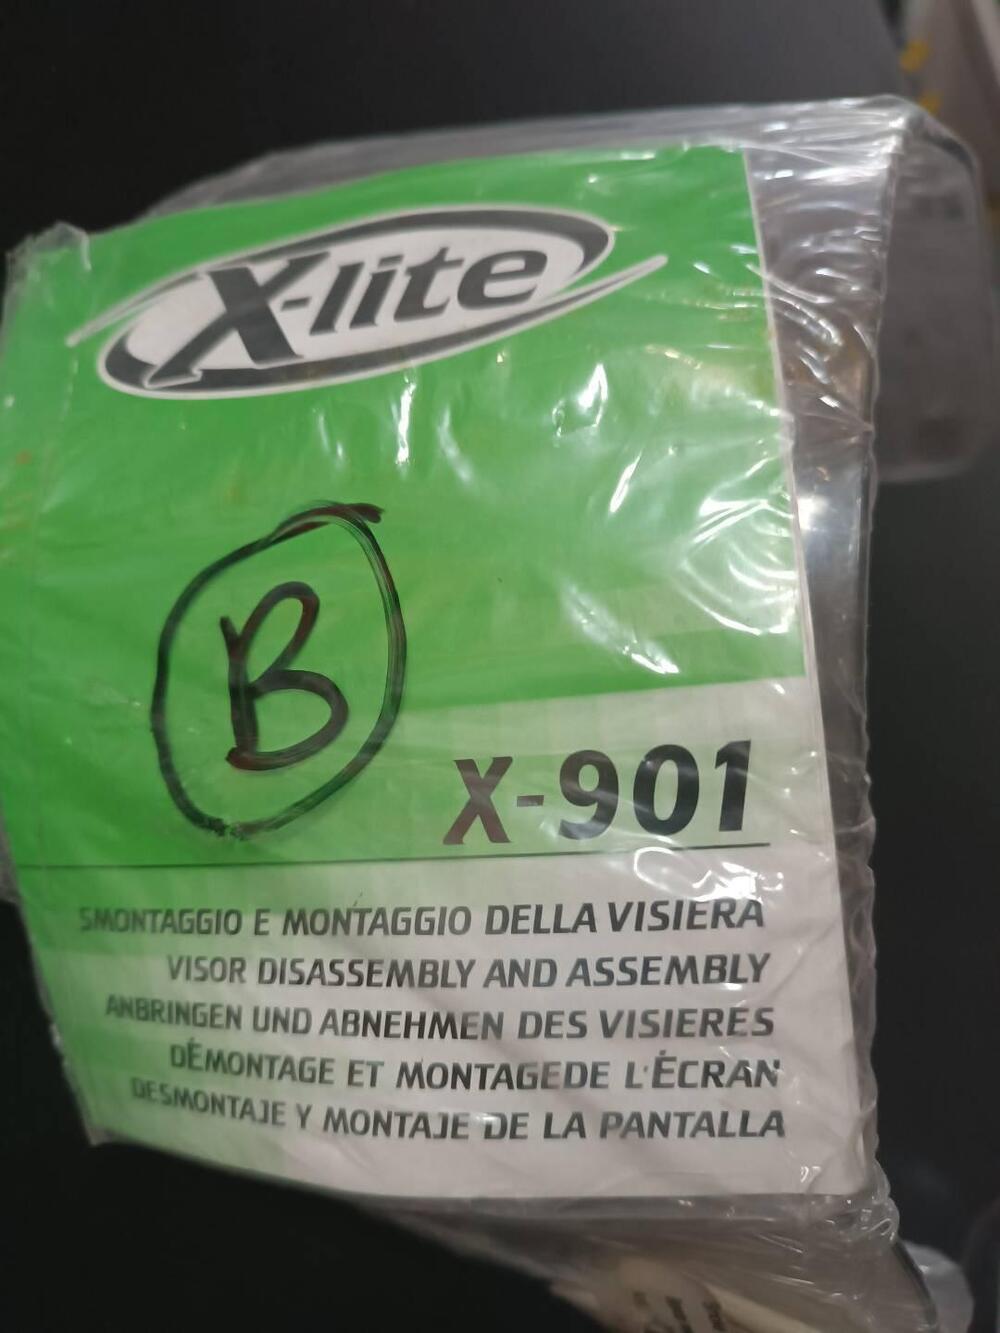 X-lite
B
X-901
SMONTAGGIO E MONTAGGIO DELLA VISIERA
VISOR DISASSEMBLY AND ASSEMBLY
ANBRINGEN UND ABNEHMEN DES VISIERES
DÉMONTAGE ET MONTAGEDE L'ÉCRAN
DESMONTAJE Y MONTAJE DE LA PANTALLA